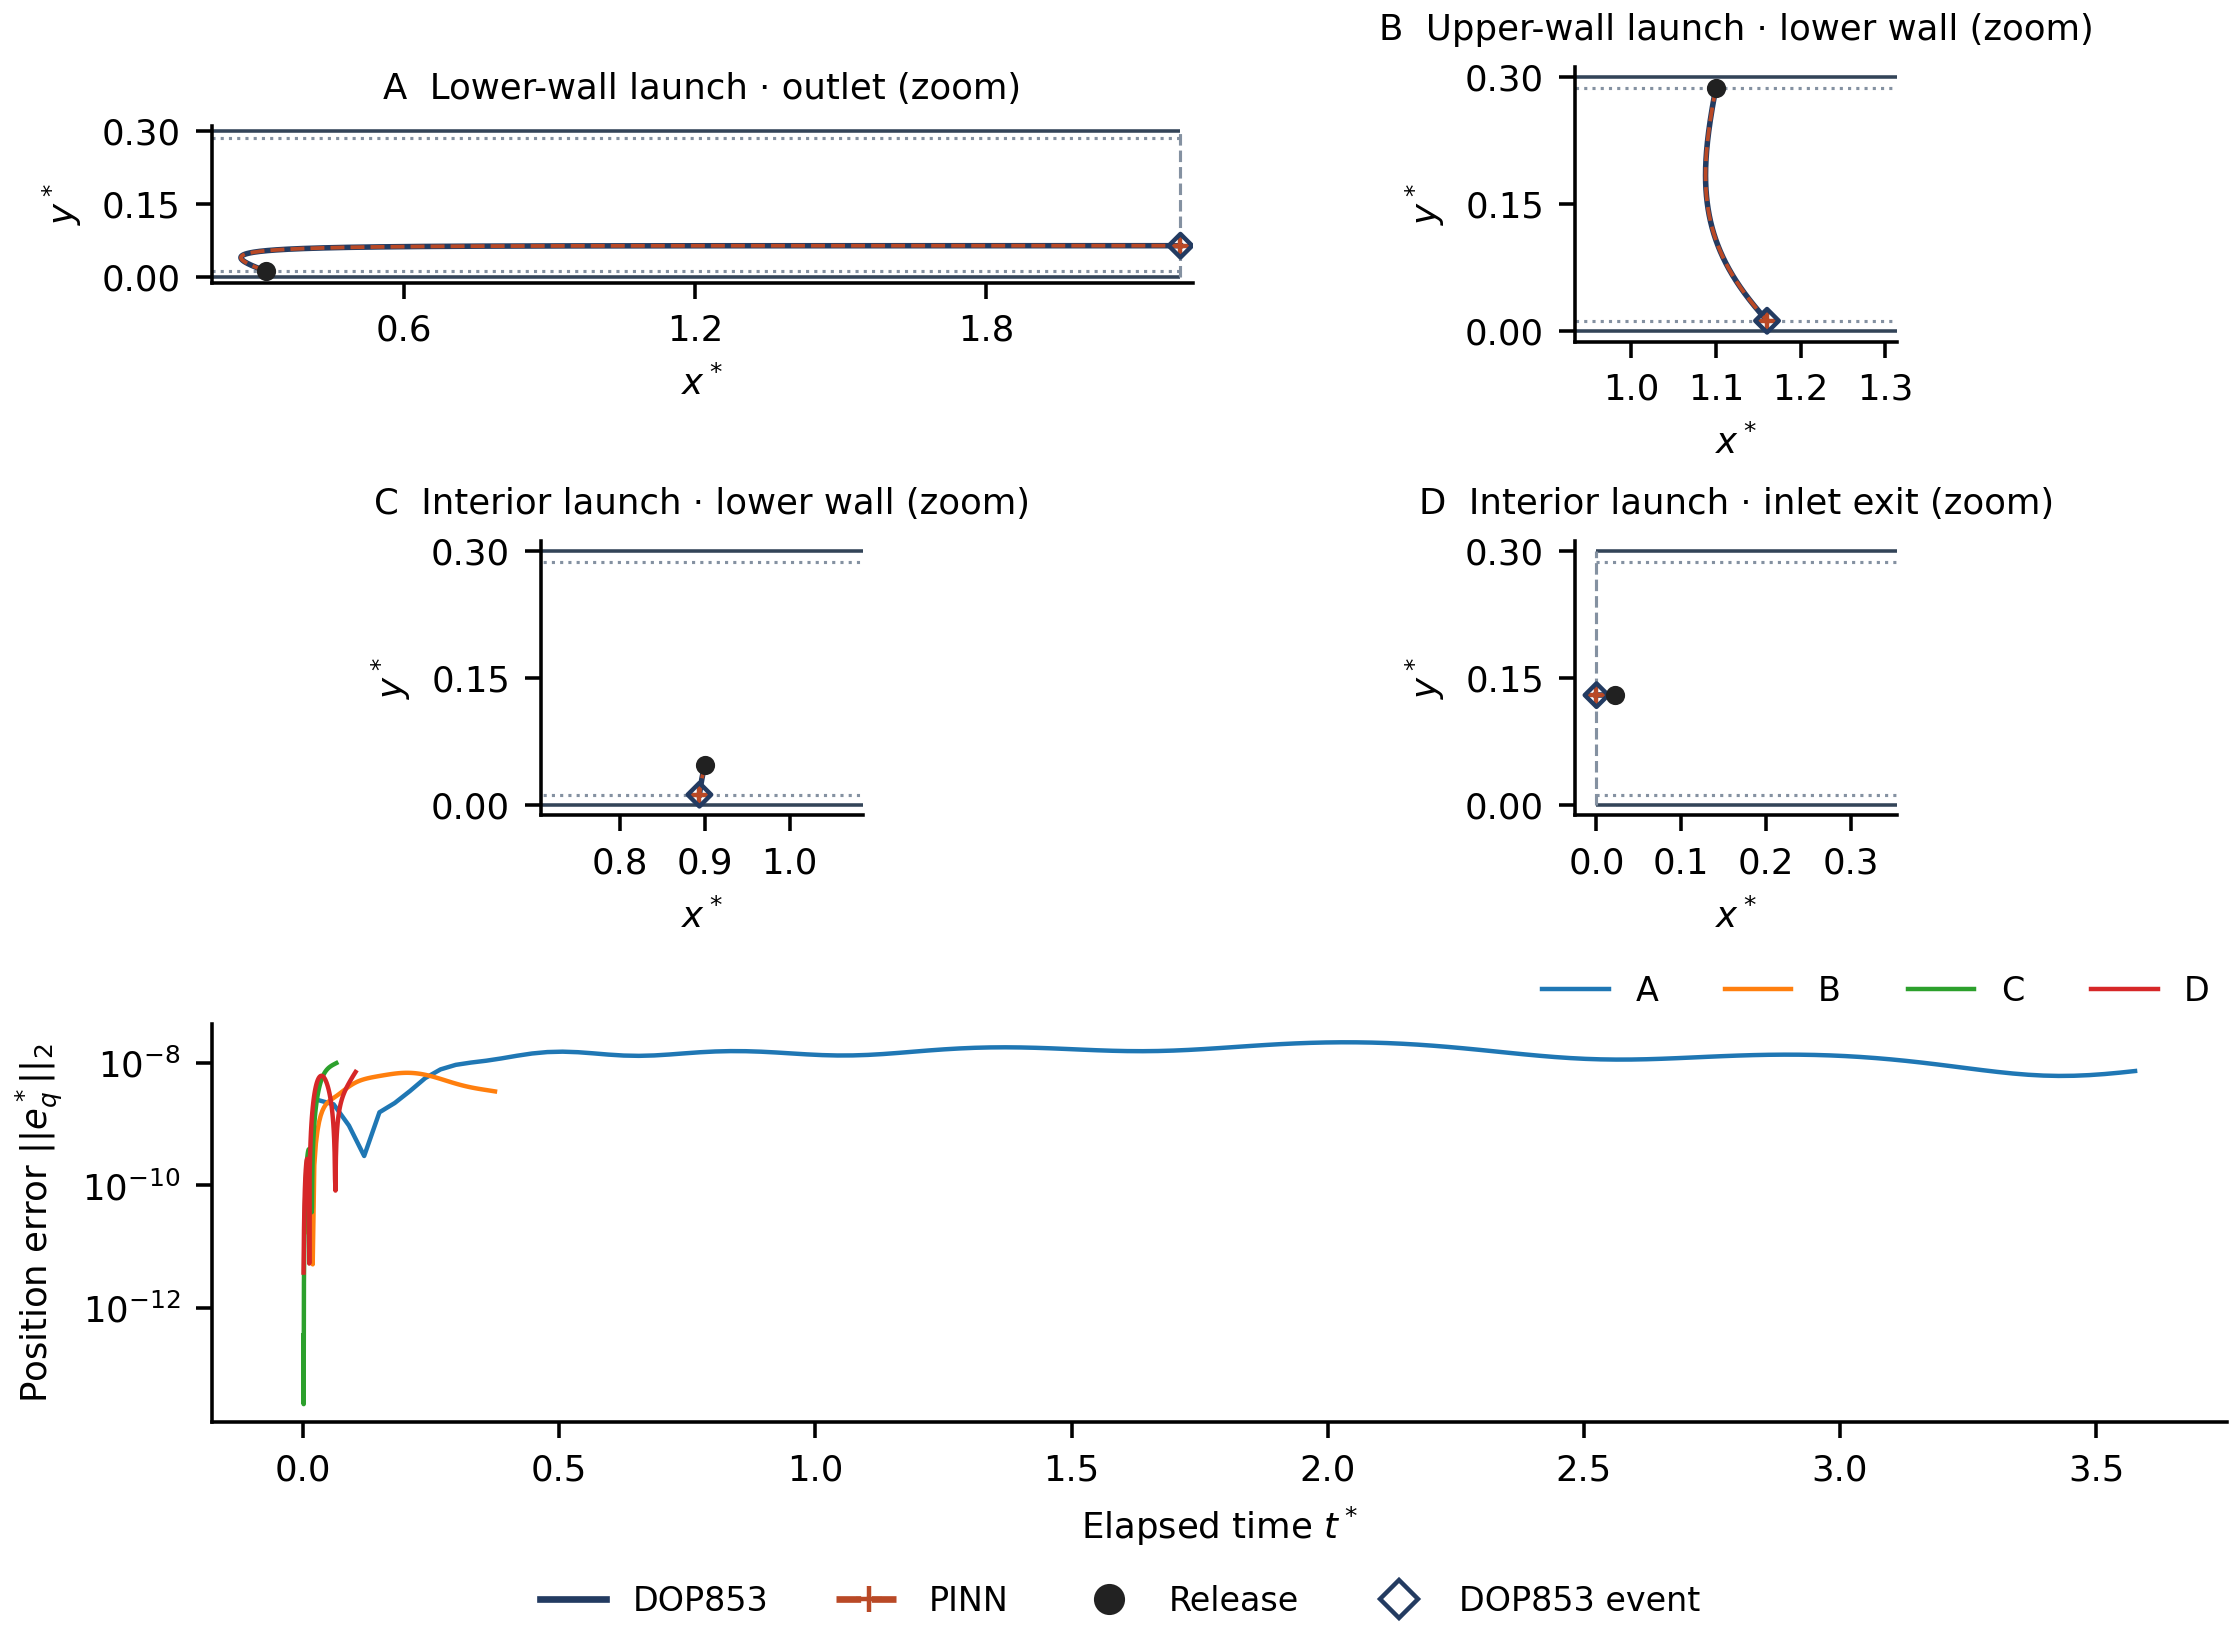 B  Upper-wall launch · lower wall (zoom)
A  Lower-wall launch · outlet (zoom)
0.30
0.15
0.00
y*
0.6 1.2 1.8
x*
0.30
0.15
0.00
y*
1.0 1.1 1.2 1.3
x*
C  Interior launch · lower wall (zoom)
0.30
0.15
0.00
y*
0.8 0.9 1.0
x*
D  Interior launch · inlet exit (zoom)
0.30
0.15
0.00
y*
0.0 0.1 0.2 0.3
x*
A B C D
Position error ||e*q||2
10−8
10−10
10−12
0.0 0.5 1.0 1.5 2.0 2.5 3.0 3.5
Elapsed time t*
DOP853 PINN Release DOP853 event